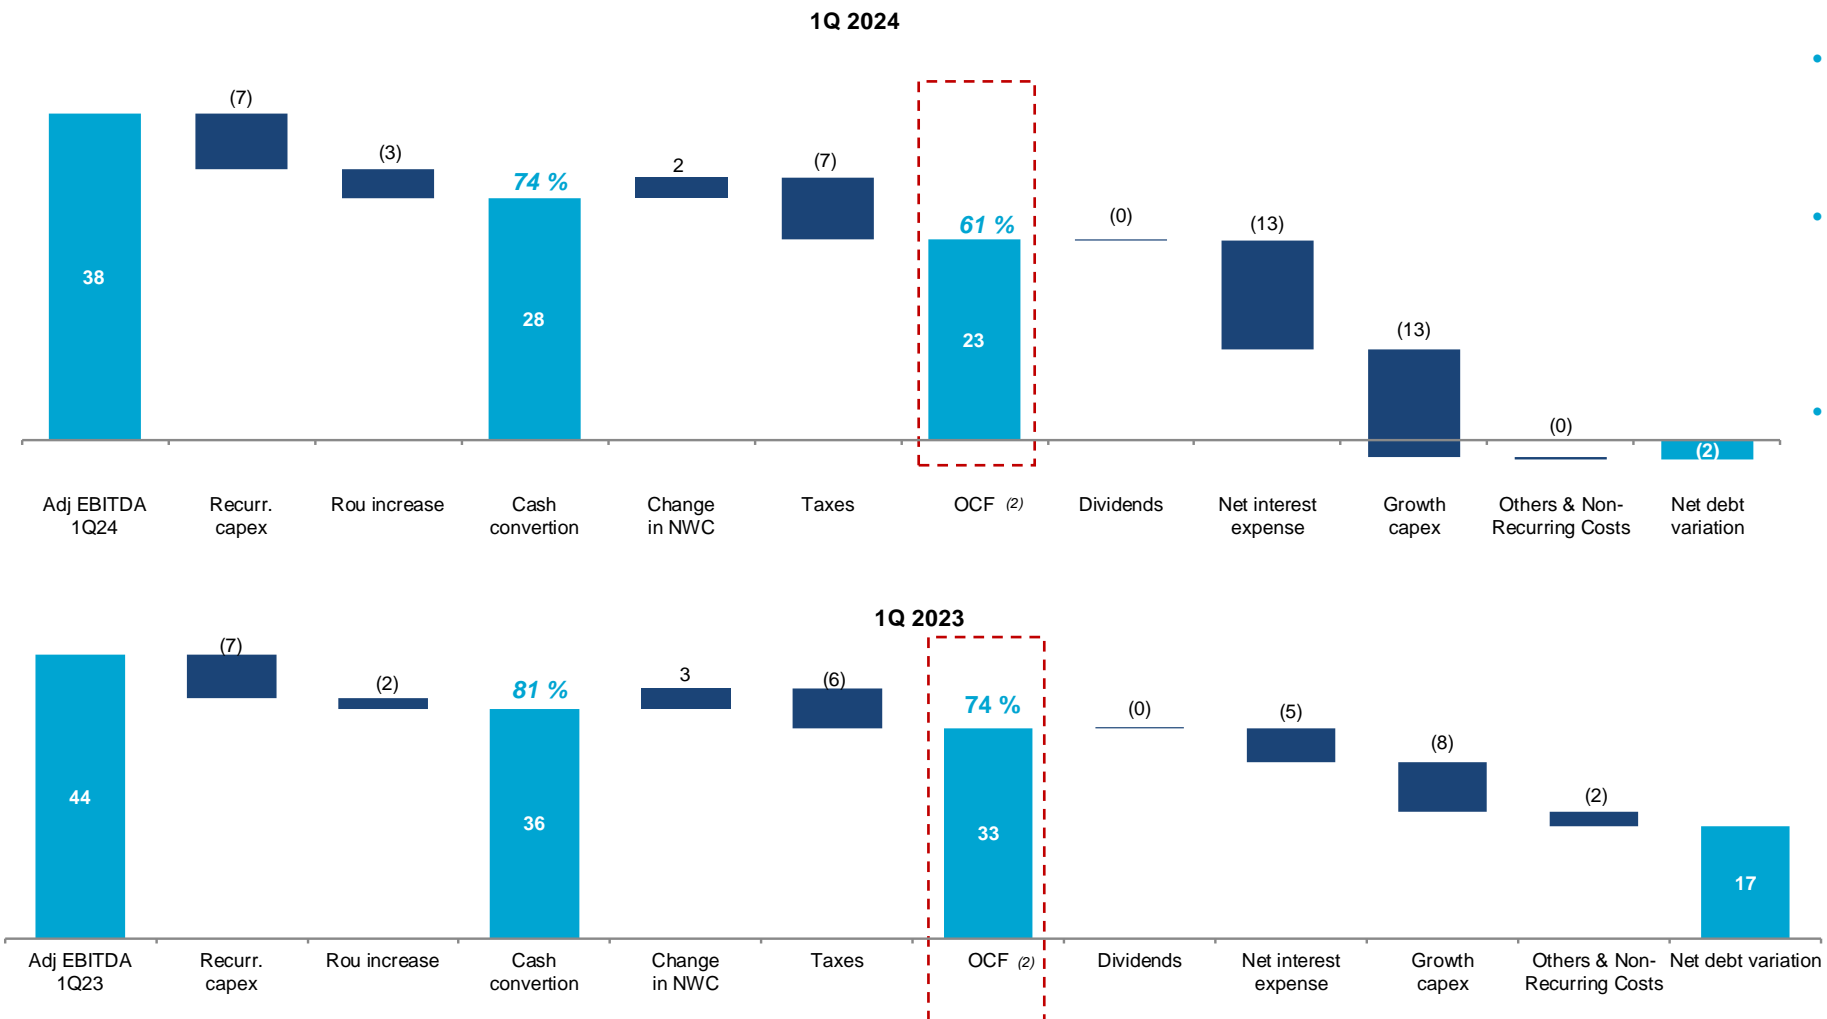 1Q 2024
(7)
(3)
74 %
2
(7)
61 %
(0)
(13)
(13)
(0)
38
28
23
(2)
Adj EBITDA
1Q24
Recurr.
capex
Rou increase
Cash
convertion
Change
in NWC
Taxes
OCF (2)
Dividends
Net interest
expense
Growth
capex
Others & Non-
Recurring Costs
Net debt
variation
1Q 2023
(7)
(2)
81 %
3
(6)
74 %
(0)
(5)
(8)
(2)
44
36
33
17
Adj EBITDA
1Q23
Recurr.
capex
Rou increase
Cash
convertion
Change
in NWC
Taxes
OCF (2)
Dividends
Net interest
expense
Growth
capex
Others & Non-
Recurring Costs
Net debt variation